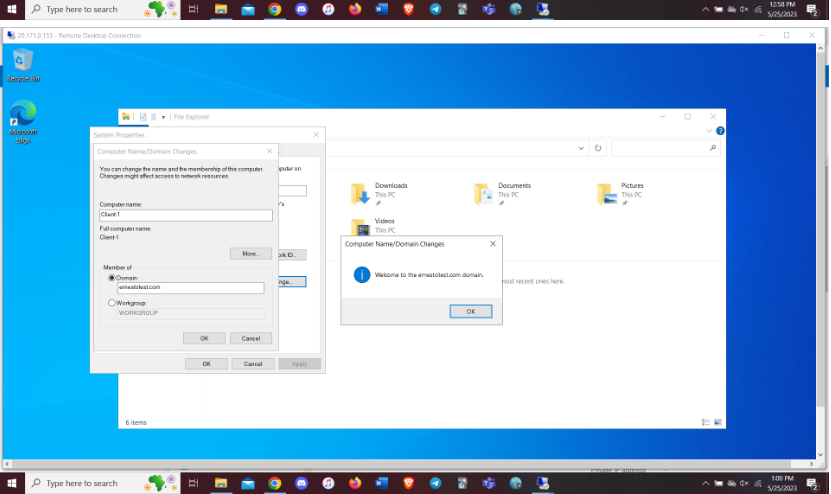 Type here to search
12:58 PM
5/25/2023
2
20.171.0.133 - Remote Desktop Connection
Recycle Bin
Microsoft
Edge
File Explorer
System Properties
Computer Name/Domain Changes
You can change the name and the membership of this computer.
Changes might affect access to network resources.
Computer name:
Client-1
Full computer name:
Client-1
More...
Member of
Domain:
ernestotest.com
Workgroup:
WORKGROUP
OK
Cancel
OK
Cancel
Apply
Downloads
This PC
Documents
This PC
Pictures
This PC
Videos
This PC
Computer Name/Domain Changes
Welcome to the ernestotest.com domain.
OK
most recent ones here.
6 items
Private IP address
Type here to search
1:00 PM
5/25/2023
2